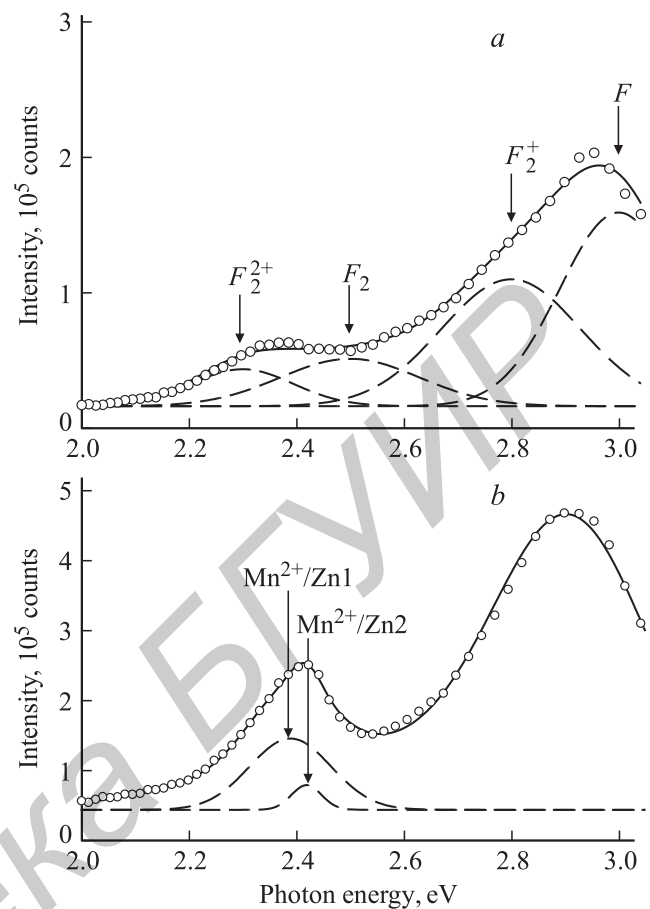 a
3
2
1
0
Intensity, 10⁵ counts
F₂²⁺
F₂
F₂⁺
F
2.0 2.2 2.4 2.6 2.8 3.0
b
5
4
3
2
1
0
Intensity, 10⁵ counts
Mn²⁺/Zn1
Mn²⁺/Zn2
2.0 2.2 2.4 2.6 2.8 3.0
Photon energy, eV
ека БГУИР